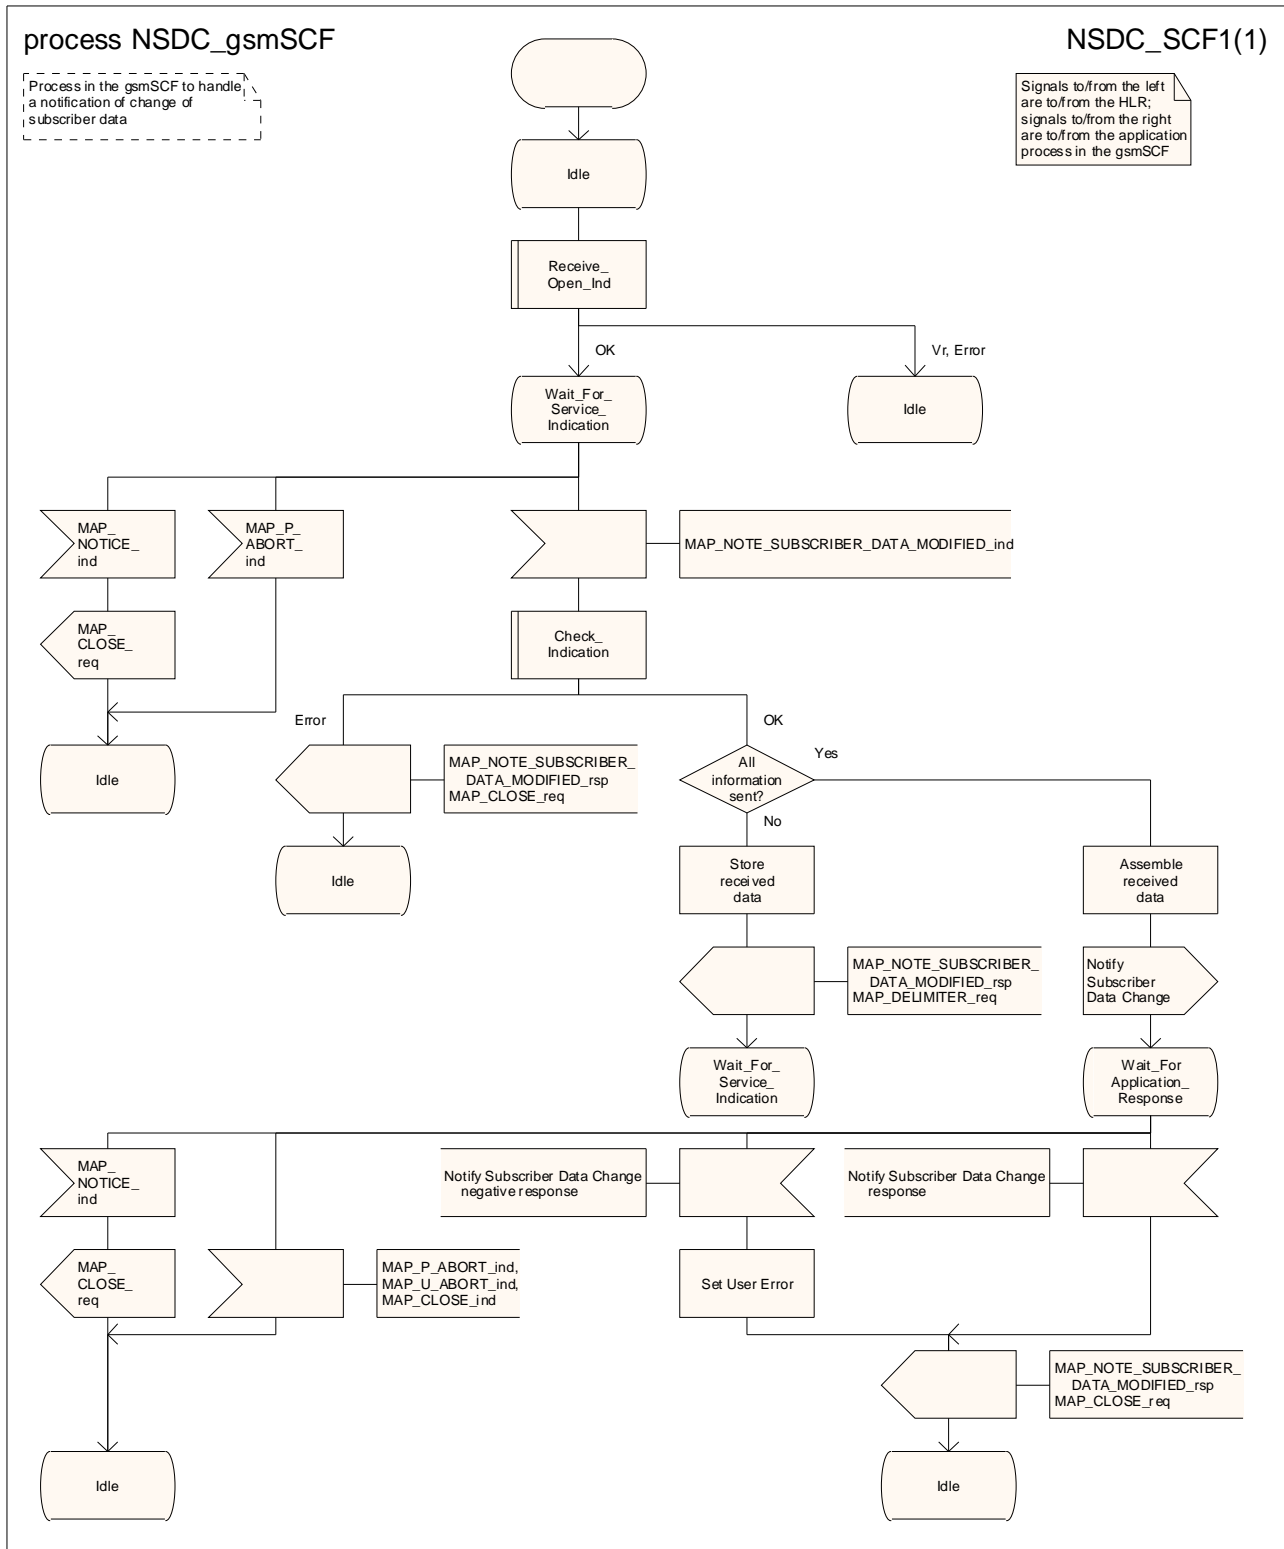 process NSDC_gsmSCF
NSDC_SCF1(1)
Process in the gsmSCF to handle
a notification of change of
subscriber data
Signals to/from the left
are to/from the HLR;
signals to/from the right
are to/from the application
process in the gsmSCF
Idle
Receive_
Open_Ind
OK
Vr, Error
Wait_For_
Service_
Indication
Idle
MAP_
NOTICE_
ind
MAP_P_
ABORT_
ind
MAP_NOTE_SUBSCRIBER_DATA_MODIFIED_ind
MAP_
CLOSE_
req
Check_
Indication
Error
OK
Idle
MAP_NOTE_SUBSCRIBER_
DATA_MODIFIED_rsp
MAP_CLOSE_req
All
information
sent?
Yes
No
Idle
Store
received
data
Assemble
received
data
MAP_NOTE_SUBSCRIBER_
DATA_MODIFIED_rsp
MAP_DELIMITER_req
Notify
Subscriber
Data Change
Wait_For_
Service_
Indication
Wait_For
Application_
Response
MAP_
NOTICE_
ind
Notify Subscriber Data Change
negative response
Notify Subscriber Data Change
response
MAP_
CLOSE_
req
MAP_P_ABORT_ind,
MAP_U_ABORT_ind,
MAP_CLOSE_ind
Set User Error
MAP_NOTE_SUBSCRIBER_
DATA_MODIFIED_rsp
MAP_CLOSE_req
Idle
Idle